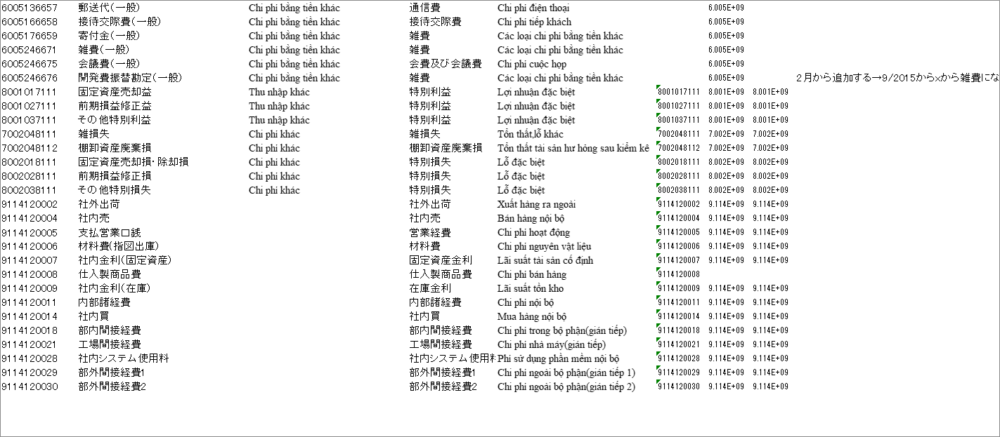 6005136657 郵送代(一般) Chi phí bằng tiền khác 通信費 Chi phí điện thoại 6.005E+09
6005166658 接待交際費(一般) Chi phí bằng tiền khác 接待交際費 Chi phí tiếp khách 6.005E+09
6005176659 寄付金(一般) Chi phí bằng tiền khác 雑費 Các loại chi phí bằng tiền khác 6.005E+09
6005246671 雑費(一般) Chi phí bằng tiền khác 雑費 Các loại chi phí bằng tiền khác 6.005E+09
6005246675 会議費(一般) Chi phí bằng tiền khác 会費及び会議費 Chi phí cuộc họp 6.005E+09
6005246676 開発費振替勘定(一般) Chi phí bằng tiền khác 雑費 Các loại chi phí bằng tiền khác 6.005E+09 2月から追加する→9/2015からxから雑費にな
8001017111 固定資産売却益 Thu nhập khác 特別利益 Lợi nhuận đặc biệt 8001017111 8.001E+09 8.001E+09
8001027111 前期損益修正益 Thu nhập khác 特別利益 Lợi nhuận đặc biệt 8001027111 8.001E+09 8.001E+09
8001037111 その他特別利益 Thu nhập khác 特別利益 Lợi nhuận đặc biệt 8001037111 8.001E+09 8.001E+09
7002048111 雑損失 Chi phí khác 雑損失 Tổn thất,lỗ khác 7002048111 7.002E+09 7.002E+09
7002048112 棚卸資産廃棄損 Chi phí khác 棚卸資産廃棄損 Tổn thất tài sản hư hỏng sau kiểm kê 7002048112 7.002E+09 7.002E+09
8002018111 固定資産売却損・除却損 Chi phí khác 特別損失 Lỗ đặc biệt 8002018111 8.002E+09 8.002E+09
8002028111 前期損益修正損 Chi phí khác 特別損失 Lỗ đặc biệt 8002028111 8.002E+09 8.002E+09
8002038111 その他特別損失 Chi phí khác 特別損失 Lỗ đặc biệt 8002038111 8.002E+09 8.002E+09
9114120002 社外出荷 社外出荷 Xuất hàng ra ngoài 9114120002 9.114E+09 9.114E+09
9114120004 社内売 社内売 Bán hàng nội bộ 9114120004 9.114E+09 9.114E+09
9114120005 支払営業口銭 営業経費 Chi phí hoạt động 9114120005 9.114E+09 9.114E+09
9114120006 材料費(指図出庫) 材料費 Chi phí nguyên vật liệu 9114120006 9.114E+09 9.114E+09
9114120007 社内金利(固定資産) 固定資産金利 Lãi suất tài sản cố định 9114120007 9.114E+09 9.114E+09
9114120008 仕入製商品費 仕入製商品費 Chi phí bán hàng 9114120008
9114120009 社内金利(在庫) 在庫金利 Lãi suất tồn kho 9114120009 9.114E+09 9.114E+09
9114120011 内部諸経費 内部諸経費 Chi phí nội bộ 9114120011 9.114E+09 9.114E+09
9114120014 社内買 社内買 Mua hàng nội bộ 9114120014 9.114E+09 9.114E+09
9114120018 部内間接経費 部内間接経費 Chi phí trong bộ phận(gián tiếp) 9114120018 9.114E+09 9.114E+09
9114120021 工場間接経費 工場間接経費 Chi phí nhà máy(gián tiếp) 9114120021 9.114E+09 9.114E+09
9114120028 社内システム使用料 社内システム使用料 Phí sử dụng phần mềm nội bộ 9114120028 9.114E+09 9.114E+09
9114120029 部外間接経費1 部外間接経費1 Chi phí ngoài bộ phận(gián tiếp 1) 9114120029 9.114E+09 9.114E+09
9114120030 部外間接経費2 部外間接経費2 Chi phí ngoài bộ phận(gián tiếp 2) 9114120030 9.114E+09 9.114E+09